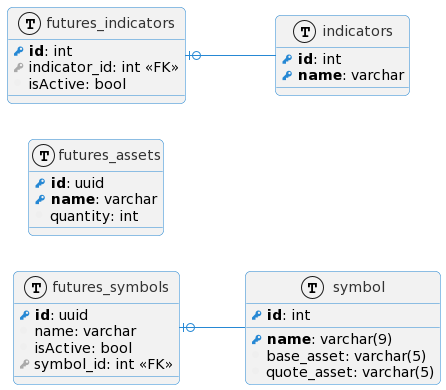 T futures_indicators
id: int
indicator_id: int «FK»
isActive: bool
T indicators
id: int
name: varchar
T futures_assets
id: uuid
name: varchar
quantity: int
T futures_symbols
id: uuid
name: varchar
isActive: bool
symbol_id: int «FK»
T symbol
id: int
name: varchar(9)
base_asset: varchar(5)
quote_asset: varchar(5)